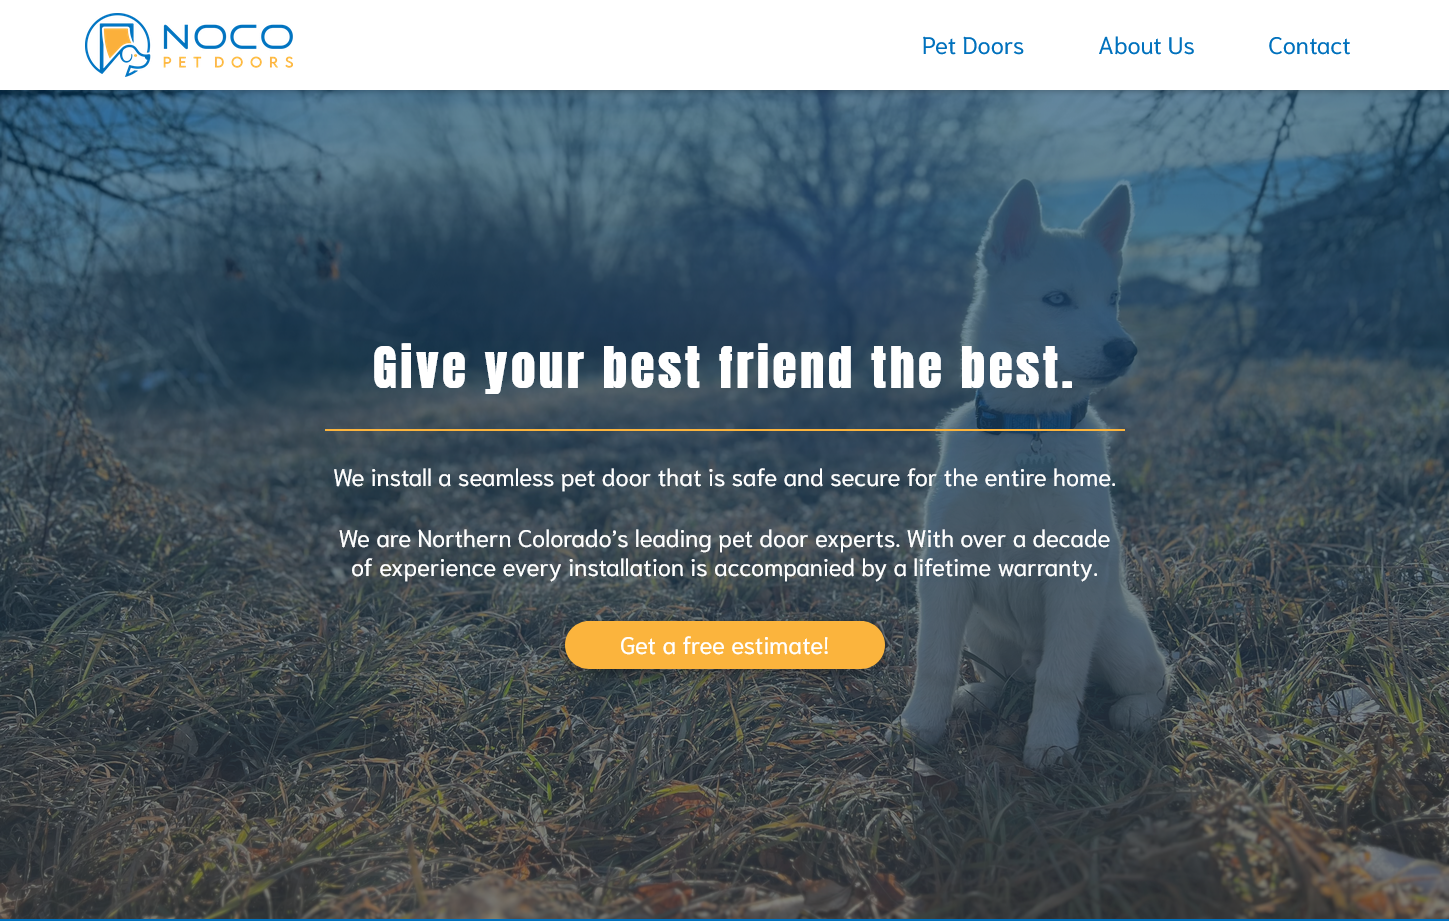 NOCO
PET DOORS
Pet Doors
About Us
Contact
Give your best friend the best.
We install a seamless pet door that is safe and secure for the entire home.
We are Northern Colorado's leading pet door experts. With over a decade
of experience every installation is accompanied by a lifetime warranty.
Get a free estimate!